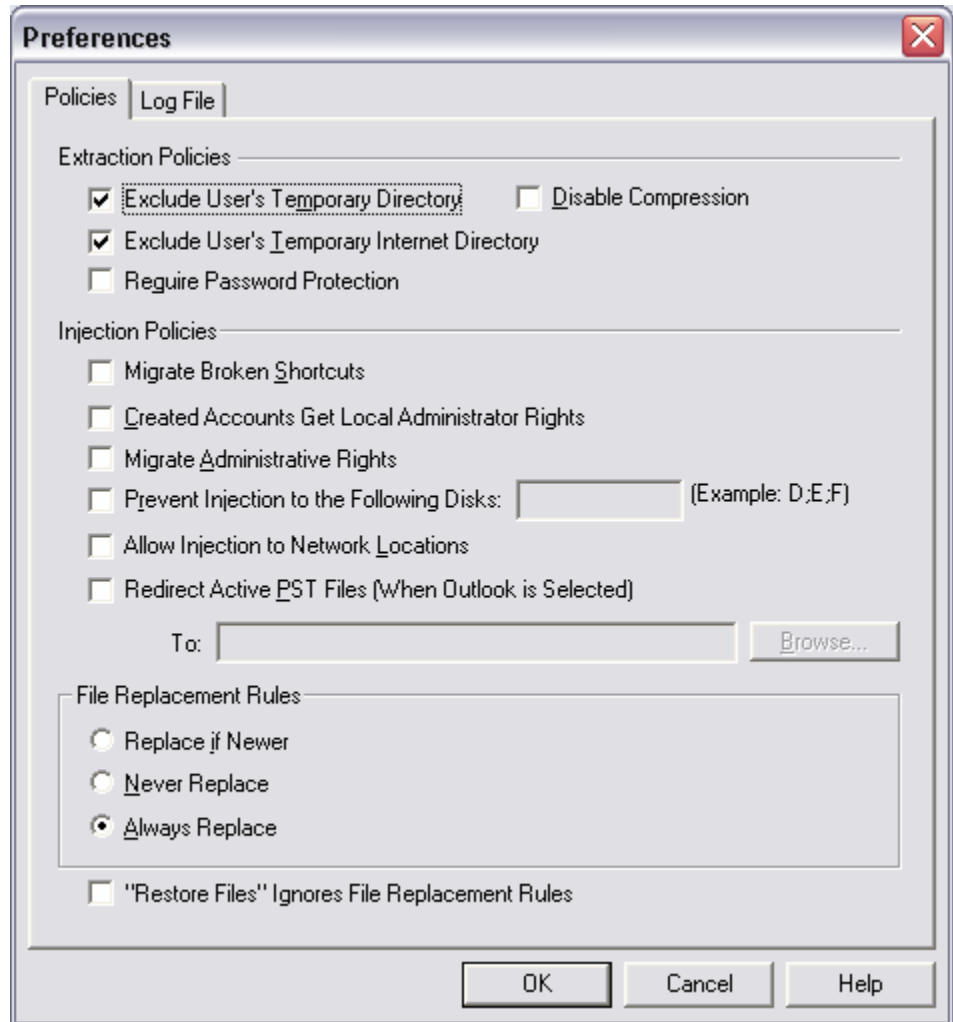 Preferences
Policies Log File
Extraction Policies
Exclude User's Temporary Directory Disable Compression
Exclude User's Temporary Internet Directory
Require Password Protection
Injection Policies
Migrate Broken Shortcuts
Created Accounts Get Local Administrator Rights
Migrate Administrative Rights
Prevent Injection to the Following Disks: (Example: D;E;F)
Allow Injection to Network Locations
Redirect Active PST Files (When Outlook is Selected)
To: Browse...
File Replacement Rules
Replace if Newer
Never Replace
Always Replace
"Restore Files" Ignores File Replacement Rules
OK Cancel Help